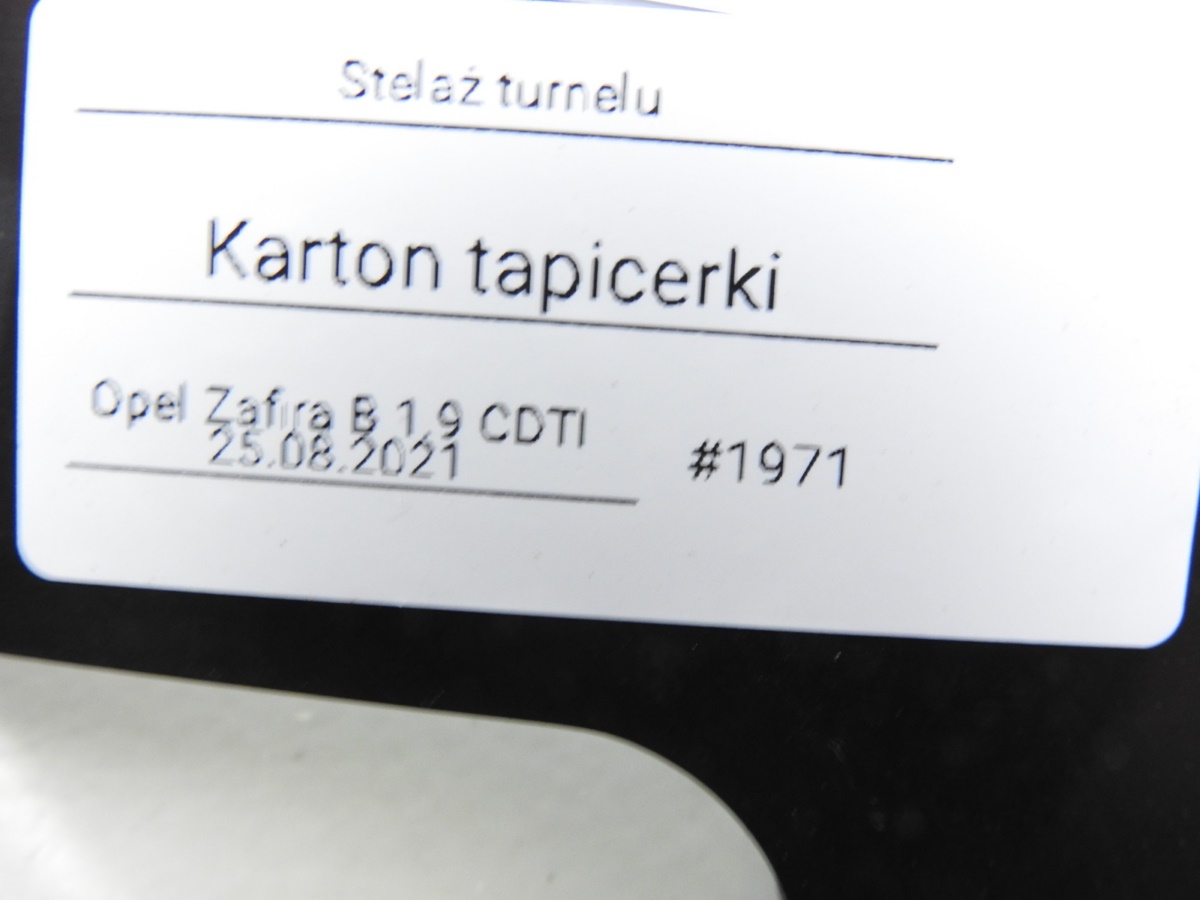 Stelaż turnelu
Karton tapicerki
Opel Zafira B 1,9 CDTI
25.08.2021
#1971